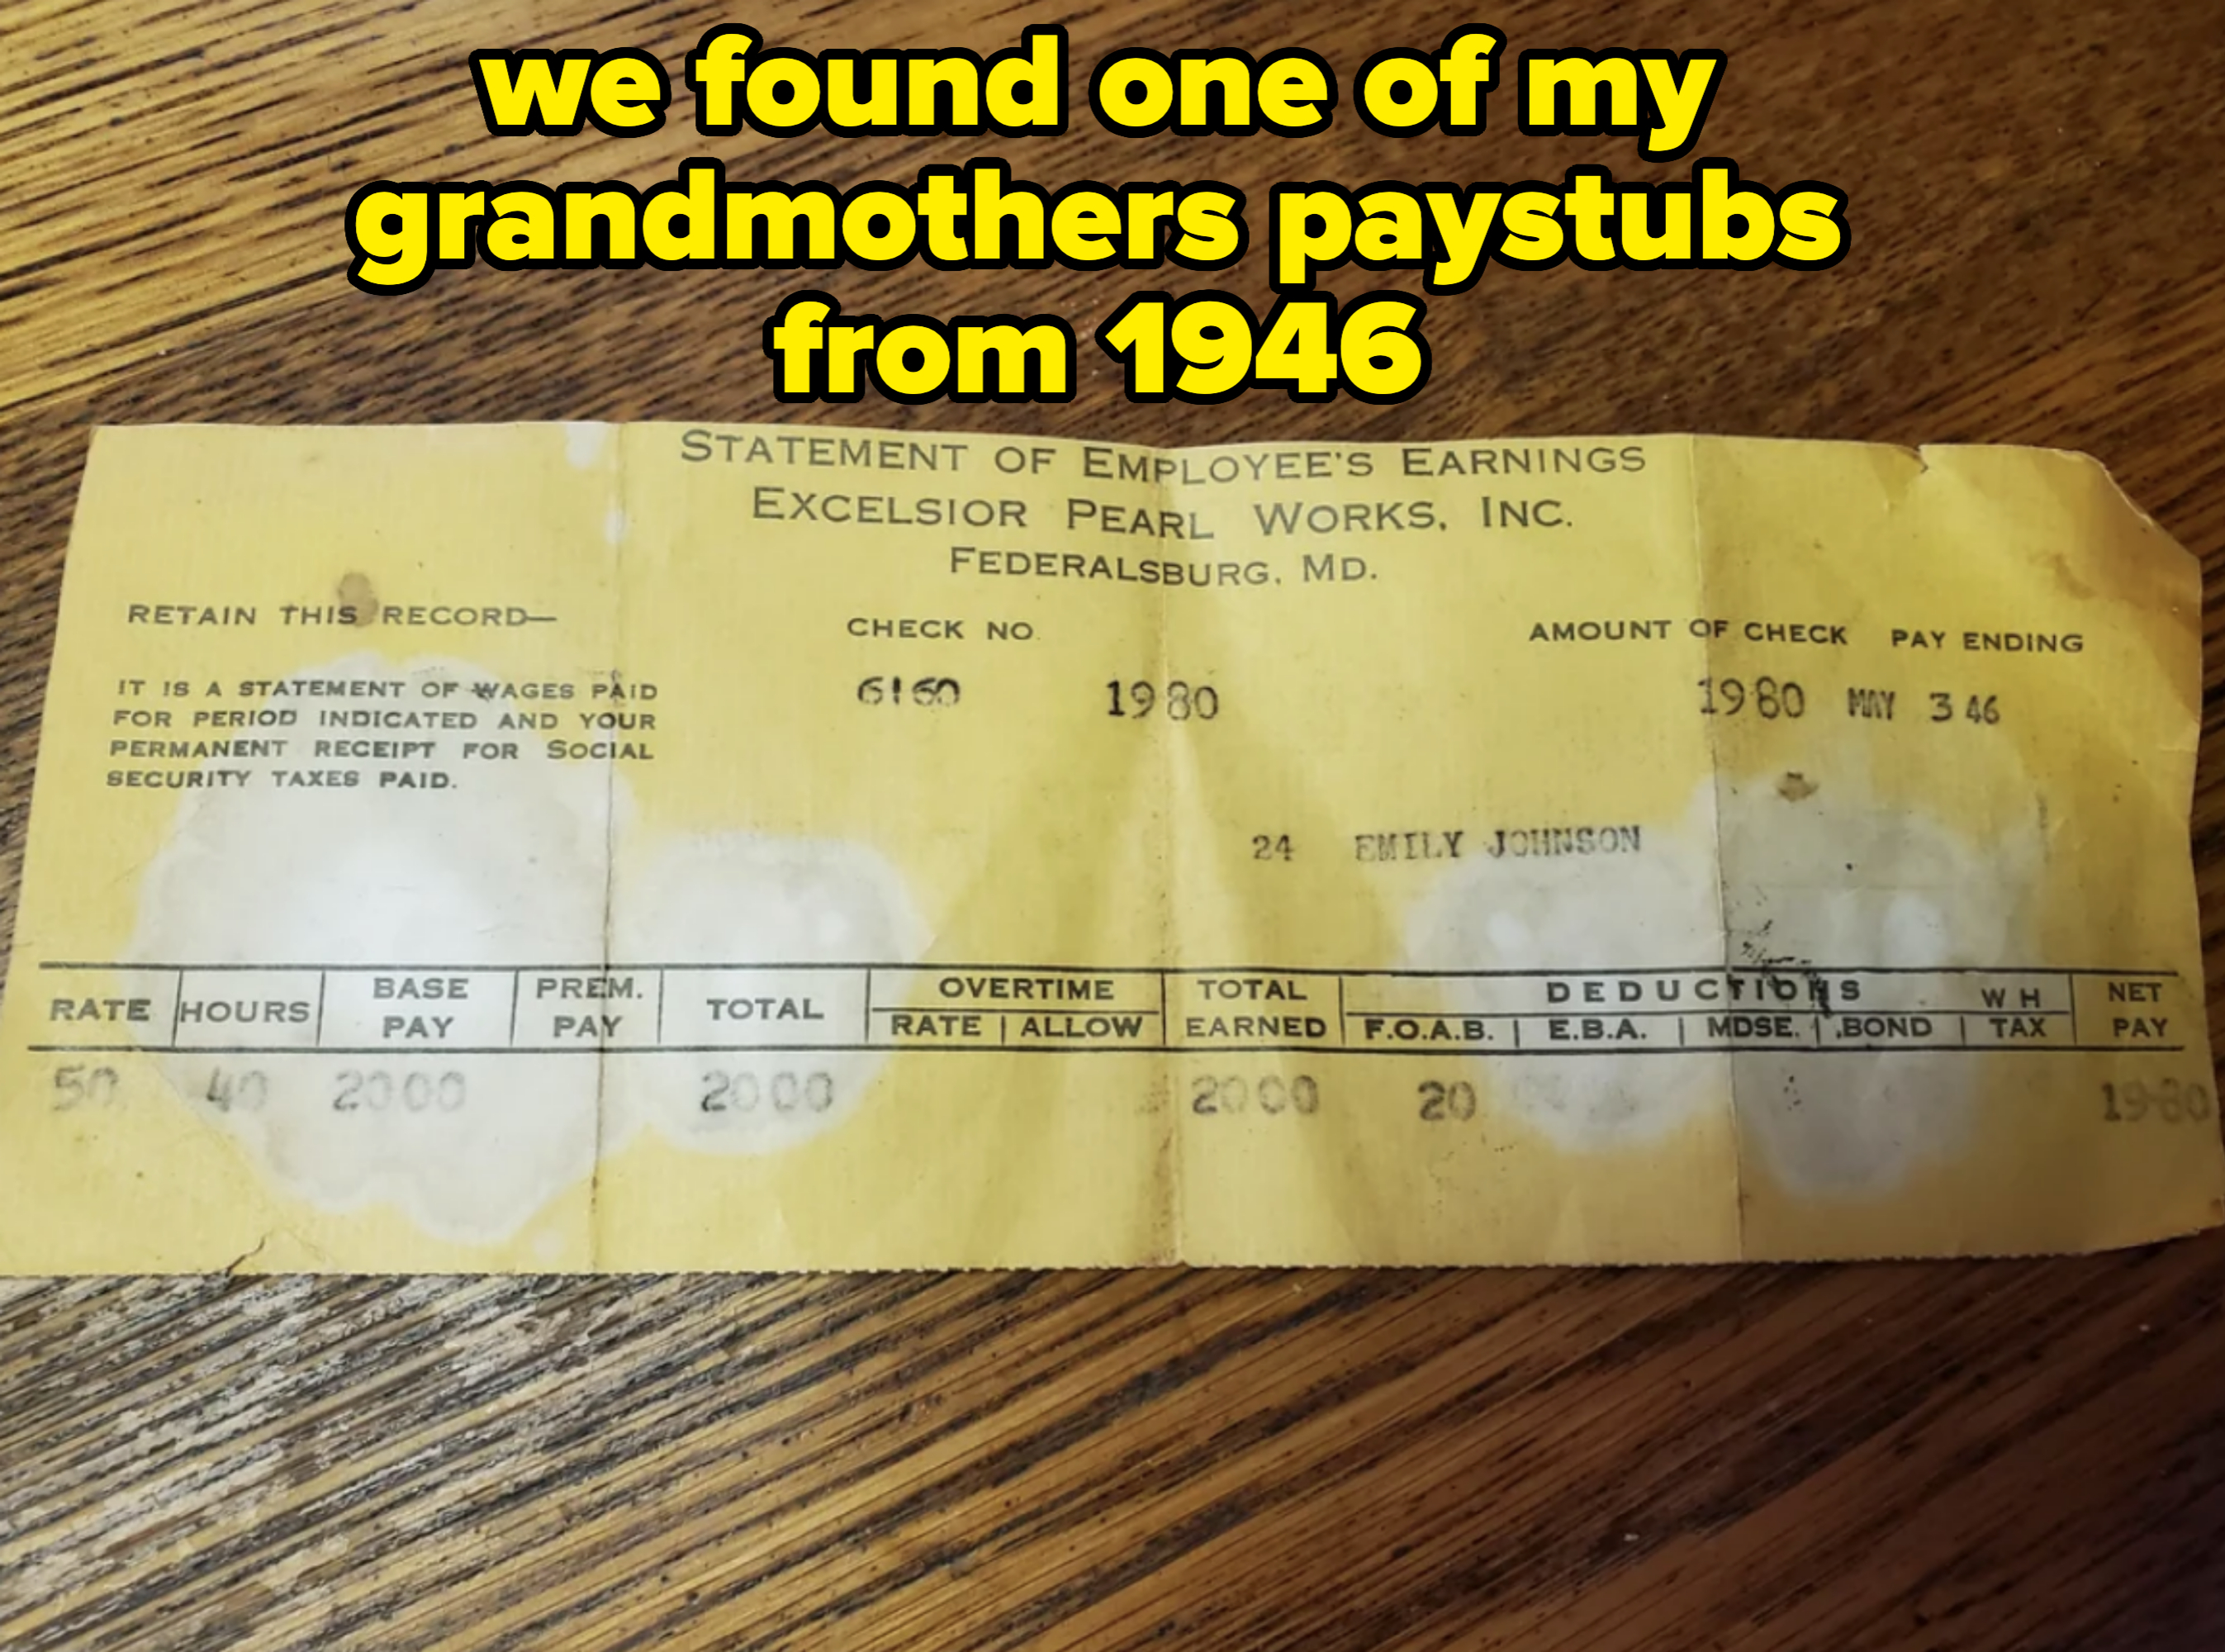 we found one of my
grandmothers paystubs
from 1946
STATEMENT OF EMPLOYEE'S EARNINGS
EXCELSIOR PEARL WORKS, INC.
FEDERALSBURG, MD.
RETAIN THIS RECORD—
CHECK NO.
AMOUNT OF CHECK PAY ENDING
IT IS A STATEMENT OF WAGES PAID
FOR PERIOD INDICATED AND YOUR
PERMANENT RECEIPT FOR SOCIAL
SECURITY TAXES PAID.
6160 1980 1980 MAY 3 46
24 EMILY JOHNSON
RATE HOURS BASE PAY PREM. PAY TOTAL OVERTIME RATE ALLOW TOTAL EARNED DEDUCTIONS F.O.A.B. E.B.A. MDSE. BOND W H TAX NET PAY
50 40 2000 2000 2000 20 1980